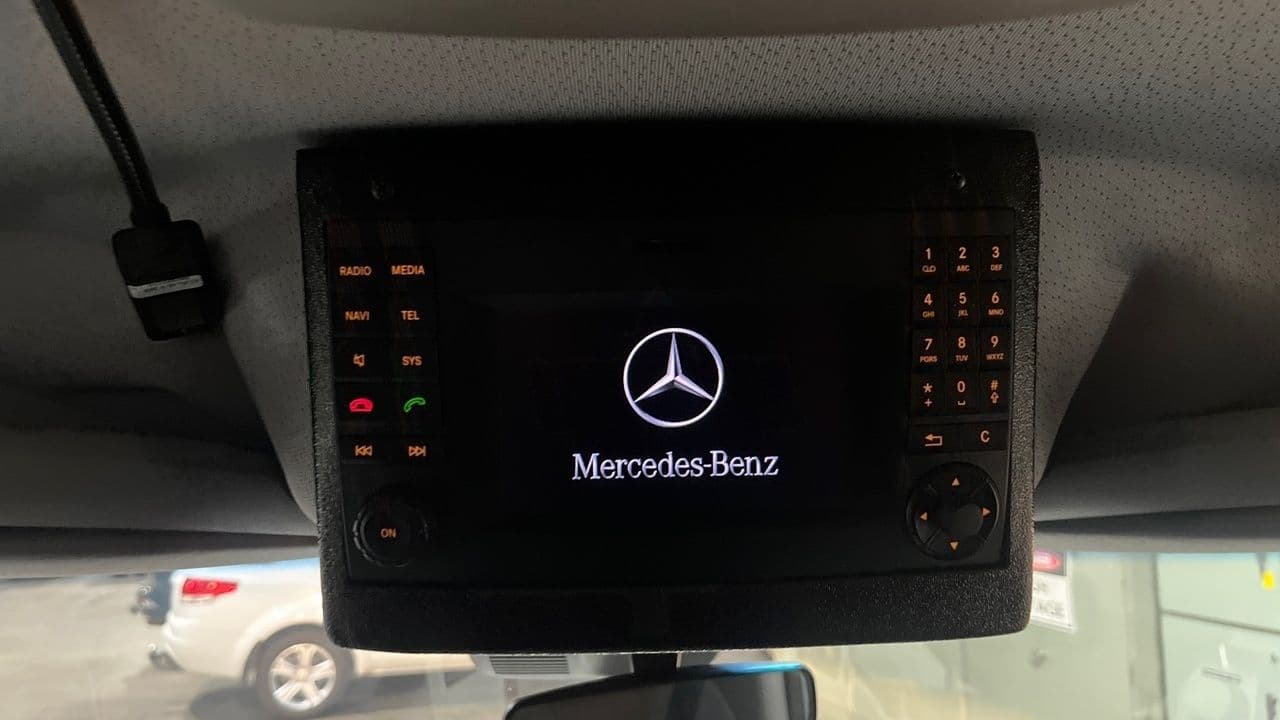 RADIO MEDIA
NAVI TEL
SYS
ON
Mercedes-Benz
1 2 3
ABC DEF
4 5 6
GHI JKL MNO
7 8 9
PQRS TUV WXYZ
* 0 #
+
C